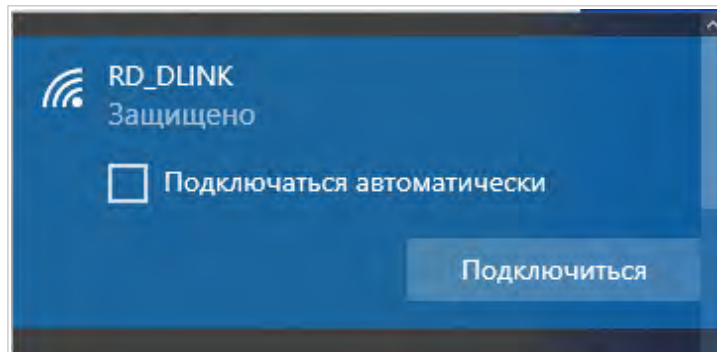 RD_DLINK
Защищено
Подключаться автоматически
Подключиться